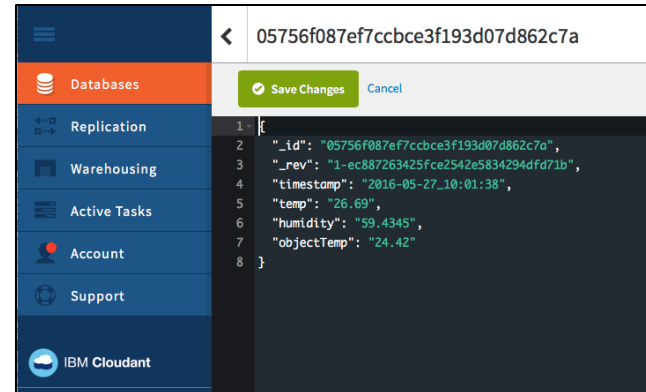 05756f087ef7ccbce3f193d07d862c7a
Databases
Replication
Warehousing
Active Tasks
Account
Support
IBM Cloudant
Save Changes Cancel
1 {
2 "_id": "05756f087ef7ccbce3f193d07d862c7a",
3 "_rev": "1-ec887263425fce2542e5834294dfd71b",
4 "timestamp": "2016-05-27_10:01:38",
5 "temp": "26.69",
6 "humidity": "59.4345",
7 "objectTemp": "24.42"
8 }